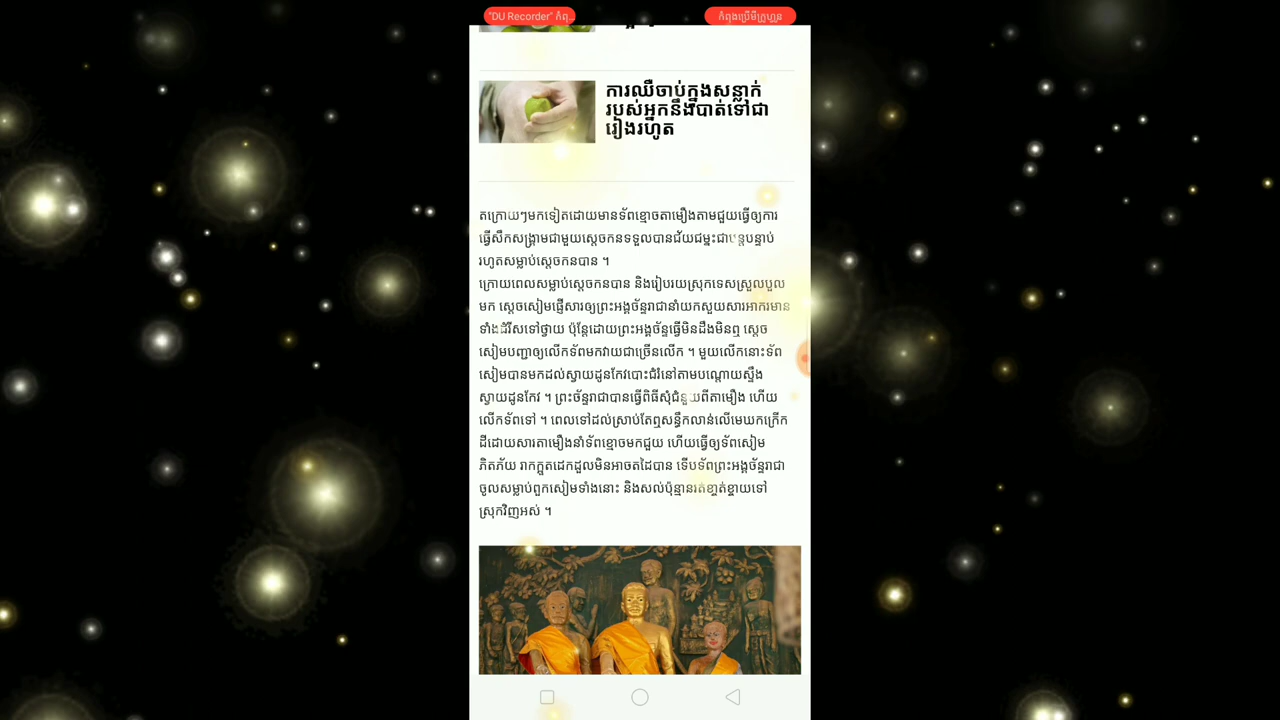 "DU Recorder" កំពុ...
កំពុងប្រើមីក្រូហ្វូន
ការឈឺចាប់ក្នុងសន្លាក់
របស់អ្នកនឹងបាត់ទៅជា
រៀងរហូត
តក្រោយៗមកទៀតដោយមានទ័ពខ្មោចតាមឿងតាមជួយធ្វើឲ្យការ
ធ្វើសឹកសង្គ្រាមជាមួយស្ដេចកនទទួលបានជ័យជម្នះជាបន្តបន្ទាប់
រហូតសម្លាប់ស្ដេចកនបាន ។
ក្រោយពេលសម្លាប់ស្ដេចកនបាន និងរៀបរយស្រុកទេសស្រួលបួល
មក ស្ដេចសៀមផ្ញើសារឲ្យព្រះអង្គច័ន្ទរាជានាំយកសួយសារអាករមាន
ទាំងដំរីសទៅថ្វាយ ប៉ុន្តែដោយព្រះអង្គច័ន្ទធ្វើមិនដឹងមិនឮ ស្ដេច
សៀមបញ្ជាឲ្យលើកទ័ពមកវាយជាច្រើនលើក ។ មួយលើកនោះទ័ព
សៀមបានមកដល់ស្វាយដូនកែវបោះជំរំនៅតាមបណ្ដោយស្ទឹង
ស្វាយដូនកែវ ។ ព្រះច័ន្ទរាជាបានធ្វើពិធីសុំជំនួយពីតាមឿង ហើយ
លើកទ័ពទៅ ។ ពេលទៅដល់ស្រាប់តែឮសន្ធឹកលាន់លើមេឃកក្រើក
ដីដោយសារតាមឿងនាំទ័ពខ្មោចមកជួយ ហើយធ្វើឲ្យទ័ពសៀម
ភិតភ័យ រាកក្អួតដេកដួលមិនអាចតដៃបាន ទើបទ័ពព្រះអង្គច័ន្ទរាជា
ចូលសម្លាប់ពួកសៀមទាំងនោះ និងសល់ប៉ុន្មានរត់ខ្ចាត់ខ្ចាយទៅ
ស្រុកវិញអស់ ។